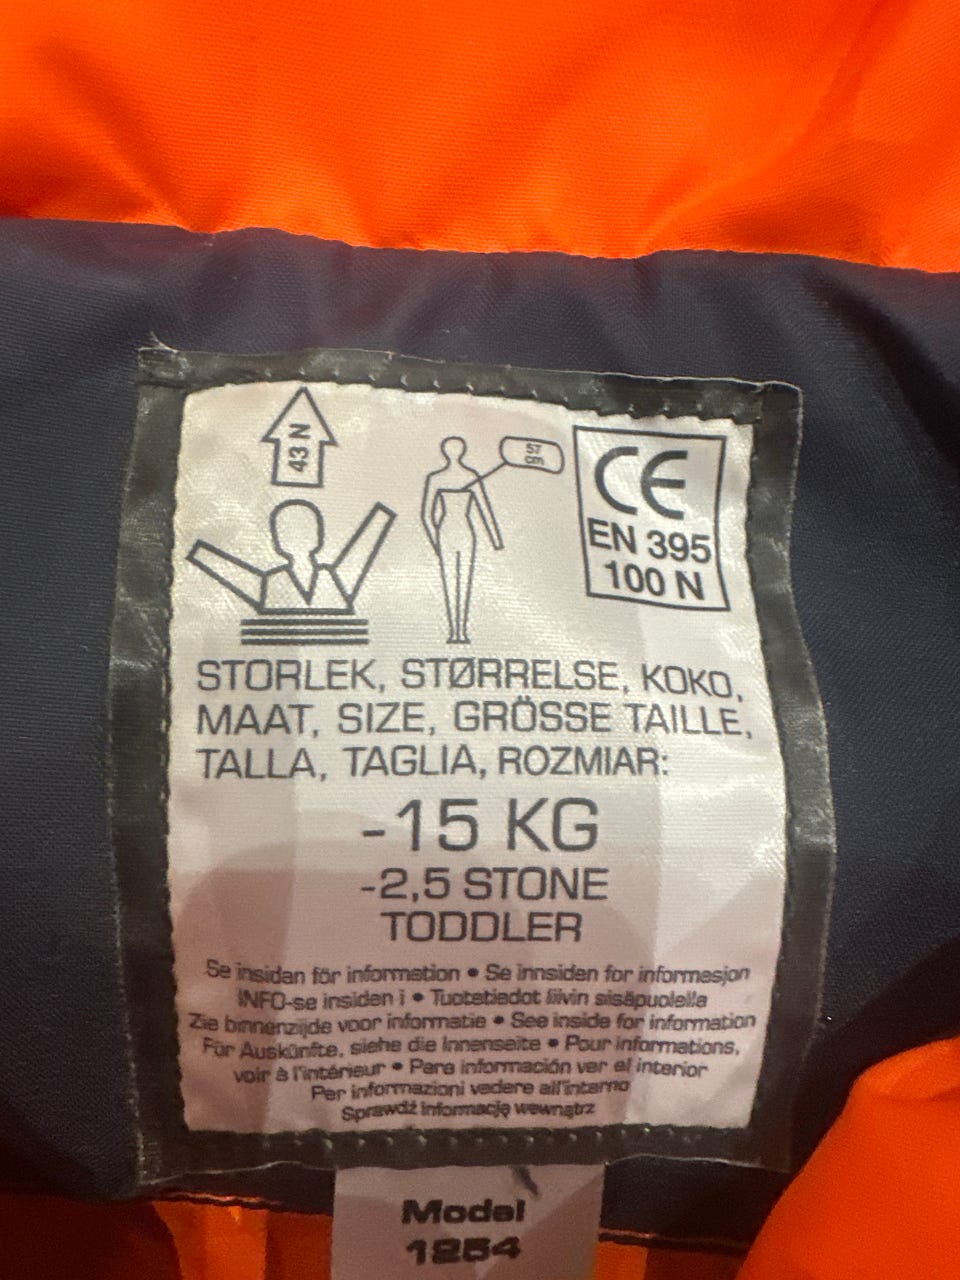 43 N
57
cm
CE
EN 395
100 N
STORLEK, STØRRELSE, KOKO,
MAAT, SIZE, GRÖSSE TAILLE,
TALLA, TAGLIA, ROZMIAR:
-15 KG
-2,5 STONE
TODDLER
Se insidan för information • Se innsiden for informasjon
INFO-se insiden i • Tuotetiedot liivin sisäpuolella
Zie binnenzijde voor informatie • See inside for information
Für Auskünfte, siehe die Innenseite • Pour informations,
voir à l'intérieur • Para información ver el interior
Per informazioni vedere all'interno
Sprawdź informację wewnątrz
Model
1254